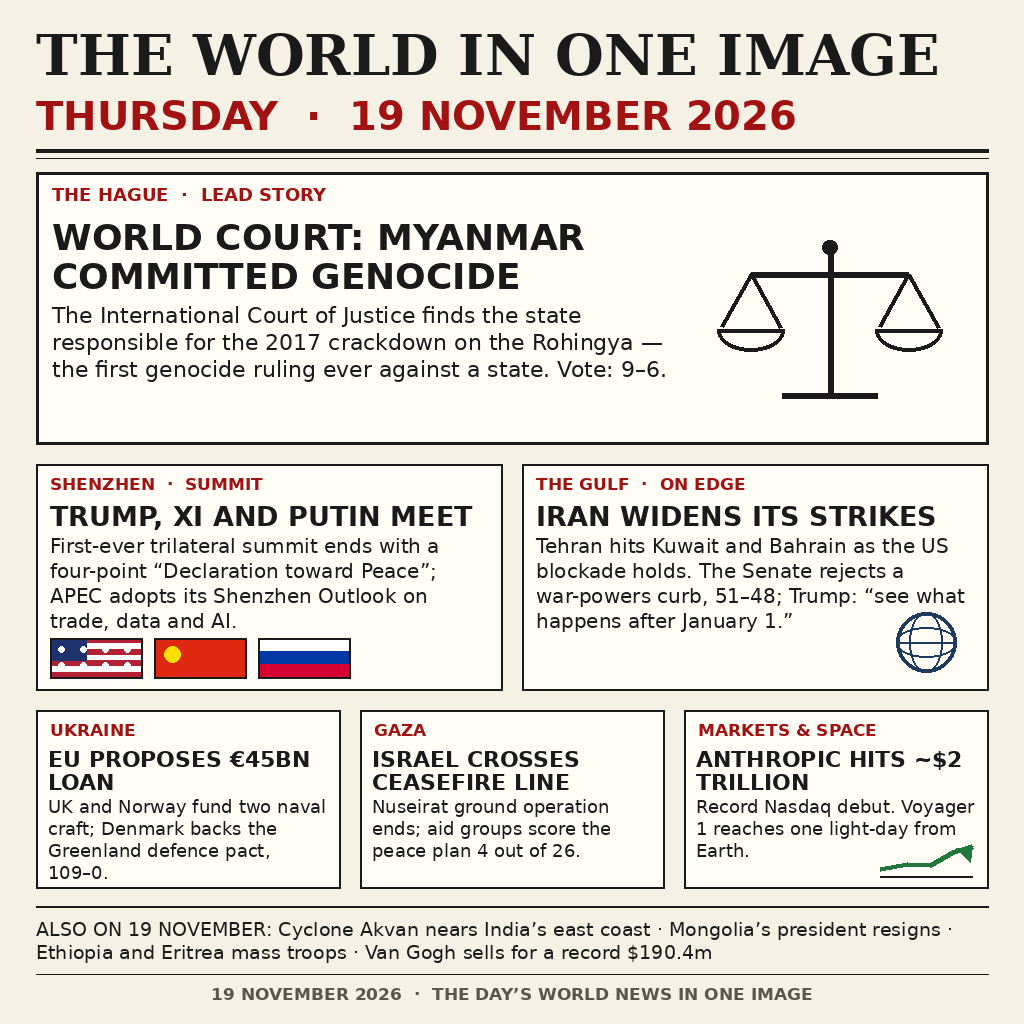 THE WORLD IN ONE IMAGE
THURSDAY · 19 NOVEMBER 2026
THE HAGUE · LEAD STORY
WORLD COURT: MYANMAR
COMMITTED GENOCIDE
The International Court of Justice finds the state
responsible for the 2017 crackdown on the Rohingya —
the first genocide ruling ever against a state. Vote: 9–6.
SHENZHEN · SUMMIT
TRUMP, XI AND PUTIN MEET
First-ever trilateral summit ends with a
four-point “Declaration toward Peace”;
APEC adopts its Shenzhen Outlook on
trade, data and AI.
THE GULF · ON EDGE
IRAN WIDENS ITS STRIKES
Tehran hits Kuwait and Bahrain as the US
blockade holds. The Senate rejects a
war-powers curb, 51–48; Trump: “see what
happens after January 1.”
UKRAINE
EU PROPOSES €45BN
LOAN
UK and Norway fund two naval
craft; Denmark backs the
Greenland defence pact,
109–0.
GAZA
ISRAEL CROSSES
CEASEFIRE LINE
Nuseirat ground operation
ends; aid groups score the
peace plan 4 out of 26.
MARKETS & SPACE
ANTHROPIC HITS ~$2
TRILLION
Record Nasdaq debut. Voyager
1 reaches one light-day from
Earth.
ALSO ON 19 NOVEMBER: Cyclone Akvan nears India’s east coast · Mongolia’s president resigns ·
Ethiopia and Eritrea mass troops · Van Gogh sells for a record $190.4m
19 NOVEMBER 2026 · THE DAY’S WORLD NEWS IN ONE IMAGE